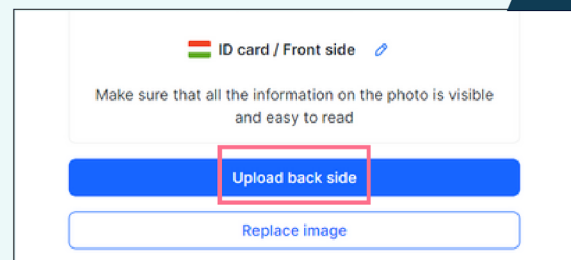 ID card / Front side
Make sure that all the information on the photo is visible
and easy to read
Upload back side
Replace image